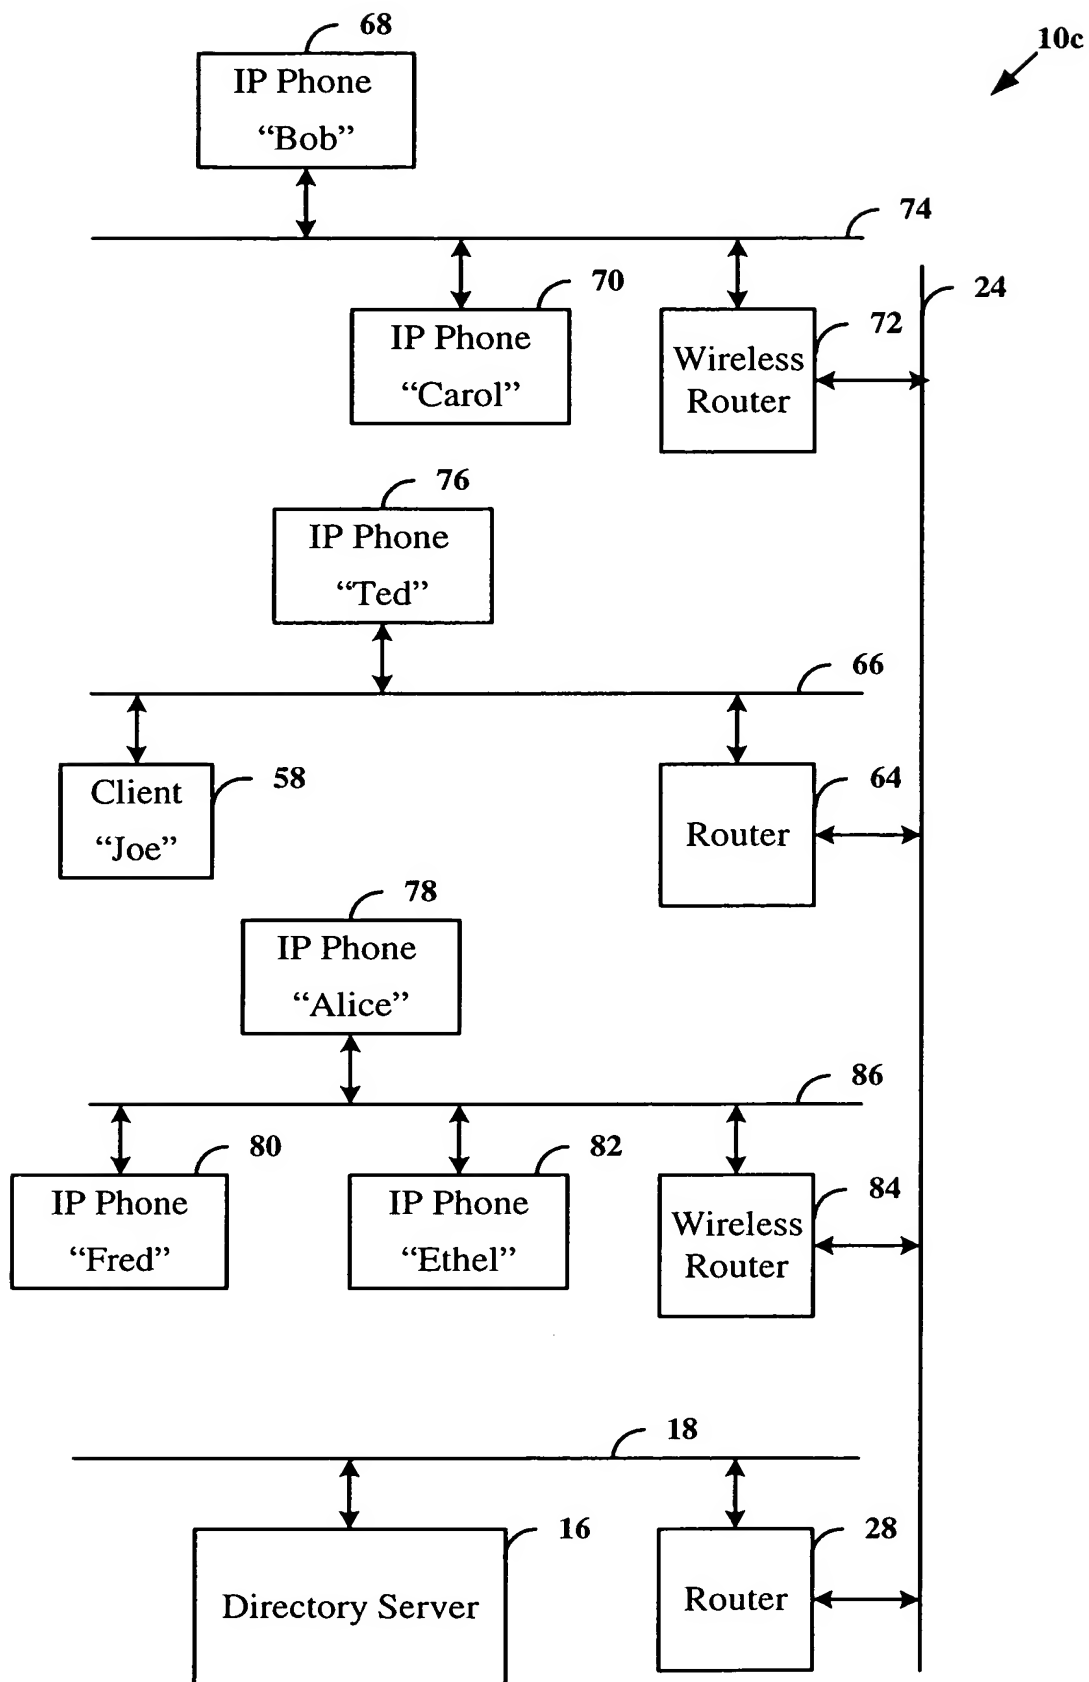 68
10c
IP Phone
“Bob”
74
70
24
IP Phone
“Carol”
72
Wireless
Router
76
IP Phone
“Ted”
66
58
Client
“Joe”
64
Router
78
IP Phone
“Alice”
86
80
IP Phone
“Fred”
82
IP Phone
“Ethel”
84
Wireless
Router
18
16
Directory Server
28
Router